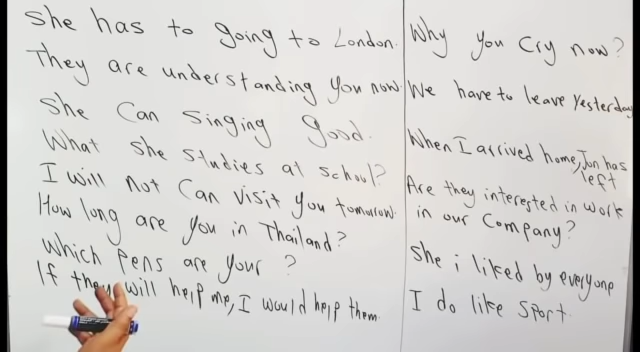 She has to going to London.
They are understanding you now.
She Can singing good.
What she studies at school?
I will not Can visit you tomorrow.
How long are you in Thailand?
Which pens are your ?
If they will help me, I would help them.
Why you Cry now?
We have to leave yesterday
When I arrived home, Jon has
left
Are they interested in work
in our Company?
She i liked by everyone
I do like sport.